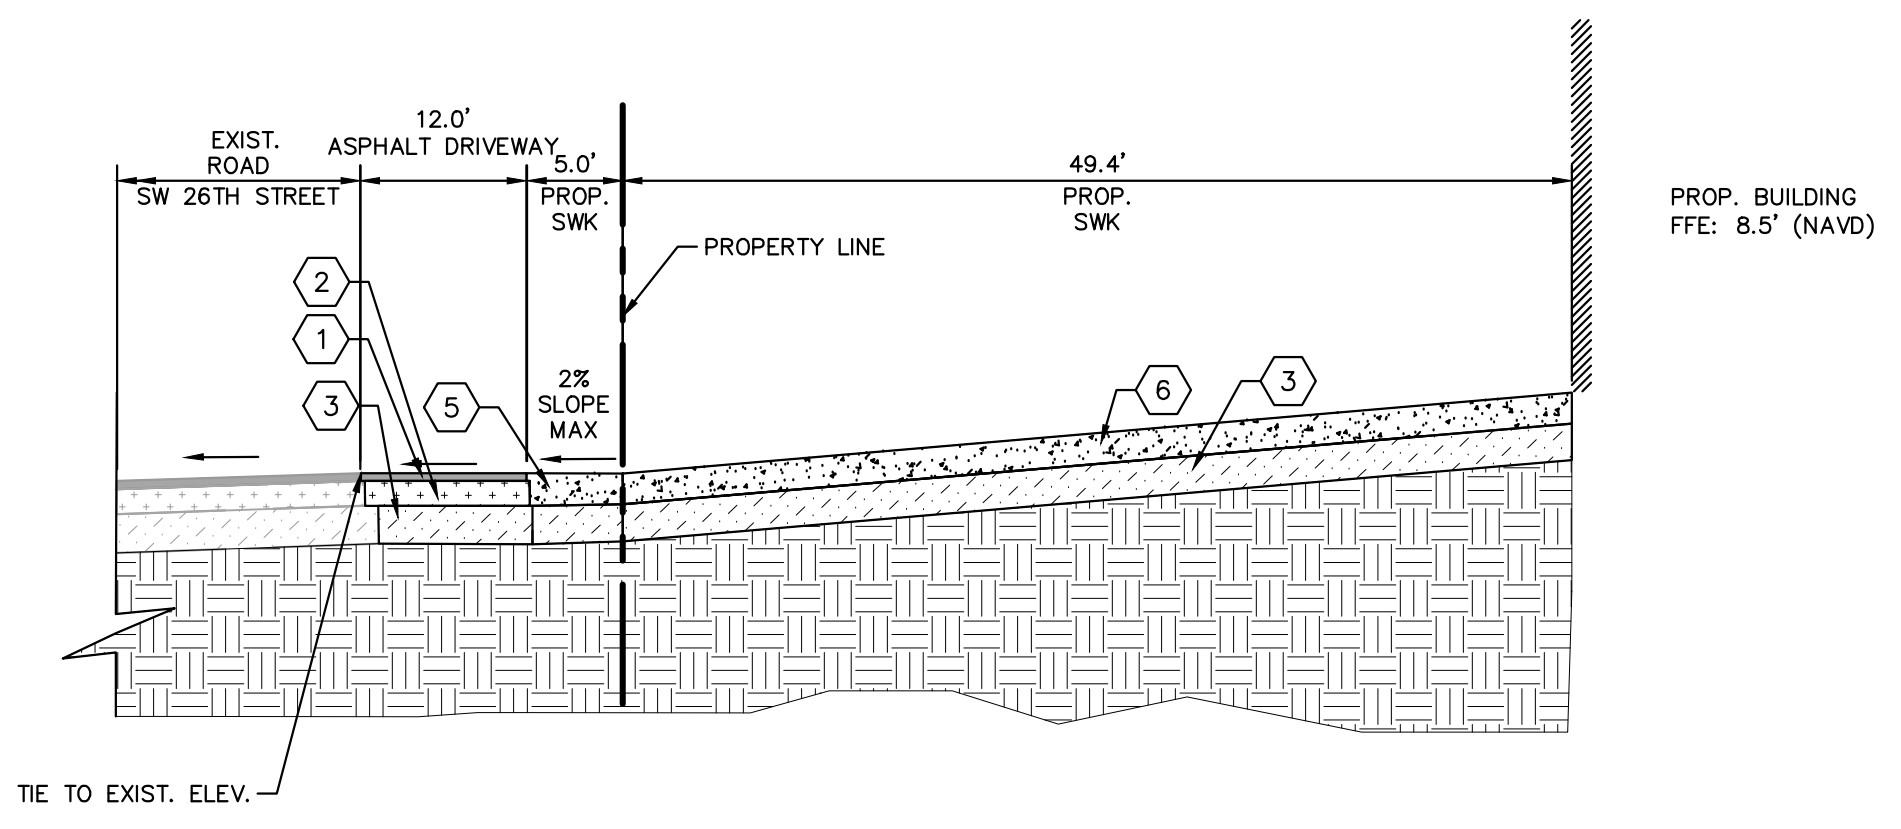 12.0'
ASPHALT DRIVEWAY
EXIST.
ROAD
SW 26TH STREET
5.0'
PROP.
SWK
49.4'
PROP.
SWK
PROP. BUILDING
FFE: 8.5' (NAVD)
PROPERTY LINE
2
1
3
5
2%
SLOPE
MAX
6
3
TIE TO EXIST. ELEV.